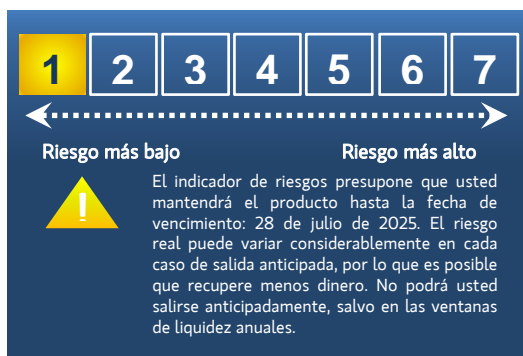 1 2 3 4 5 6 7
Riesgo más bajo Riesgo más alto
!
El indicador de riesgos presupone que usted
mantendrá el producto hasta la fecha de
vencimiento: 28 de julio de 2025. El riesgo
real puede variar considerablemente en cada
caso de salida anticipada, por lo que es posible
que recupere menos dinero. No podrá usted
salirse anticipadamente, salvo en las ventanas
de liquidez anuales.